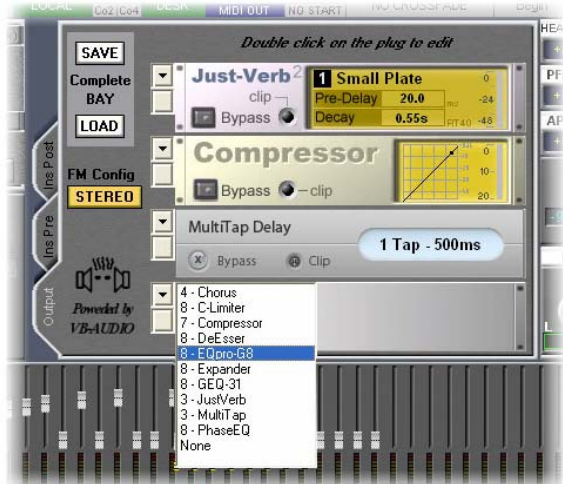 LOCAL
Co2 Co4
DESK
MIDI OUT
NO START
NO CROSSFADE
Begin
HEA
Double click on the plug to edit
SAVE
Complete
BAY
LOAD
FM Config
STEREO
Ins Post
Ins Pre
Output
Powered by
VB-AUDIO
Just-Verb2
clip
Bypass
1 Small Plate
Pre-Delay 20.0 ms
Decay 0.55s RT40
0
-24
-48
Compressor
Bypass
clip
0
10-
20-
MultiTap Delay
X Bypass
Clip
1 Tap - 500ms
4 - Chorus
8 - C-Limiter
7 - Compressor
8 - DeEsser
8 - EQpro-G8
8 - Expander
8 - GEQ-31
3 - JustVerb
3 - MultiTap
8 - PhaseEQ
None
PF
AP
-9
L